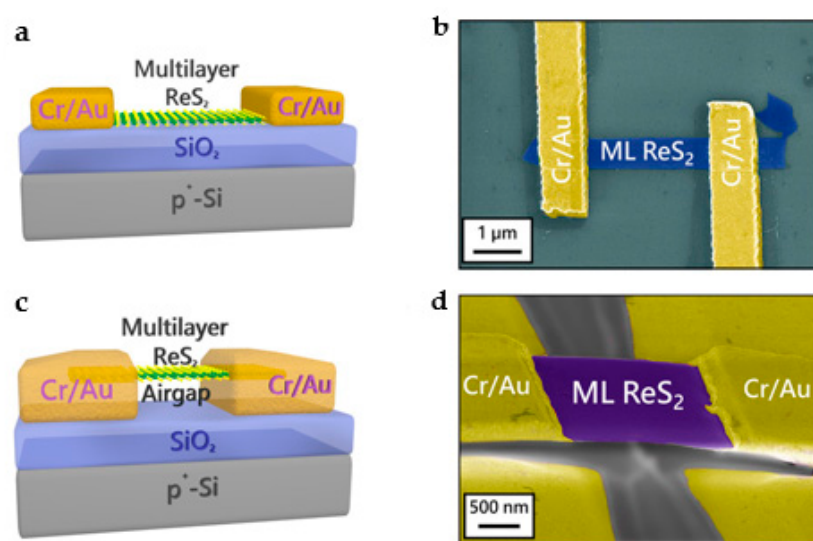 a
Multilayer
ReS₂
Cr/Au
Cr/Au
SiO₂
p⁺-Si
b
Cr/Au
ML ReS₂
Cr/Au
1 μm
c
Multilayer
ReS₂
Cr/Au
Airgap
Cr/Au
SiO₂
p⁺-Si
d
Cr/Au
ML ReS₂
Cr/Au
500 nm